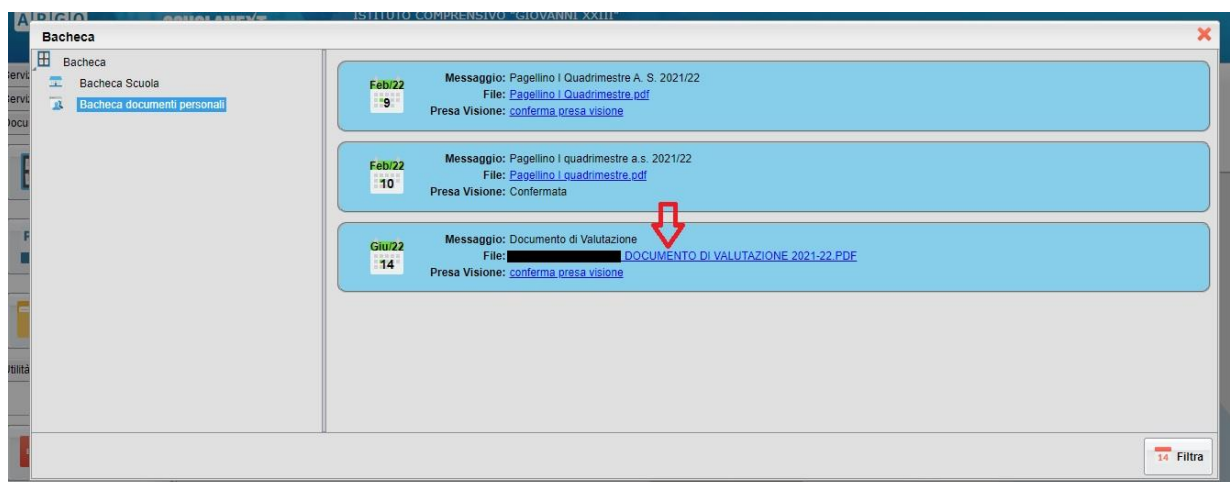 ARGO SCUOLANEXT ISTITUTO COMPRENSIVO "GIOVANNI XXIII"
Bacheca
Bacheca
Bacheca Scuola
Bacheca documenti personali
Feb/22
9
Messaggio: Pagellino I Quadrimestre A. S. 2021/22
File: Pagellino I Quadrimestre.pdf
Presa Visione: conferma presa visione
Feb/22
10
Messaggio: Pagellino I quadrimestre a.s. 2021/22
File: Pagellino I quadrimestre.pdf
Presa Visione: Confermata
Giu/22
14
Messaggio: Documento di Valutazione
File: DOCUMENTO DI VALUTAZIONE 2021-22.PDF
Presa Visione: conferma presa visione
14 Filtra